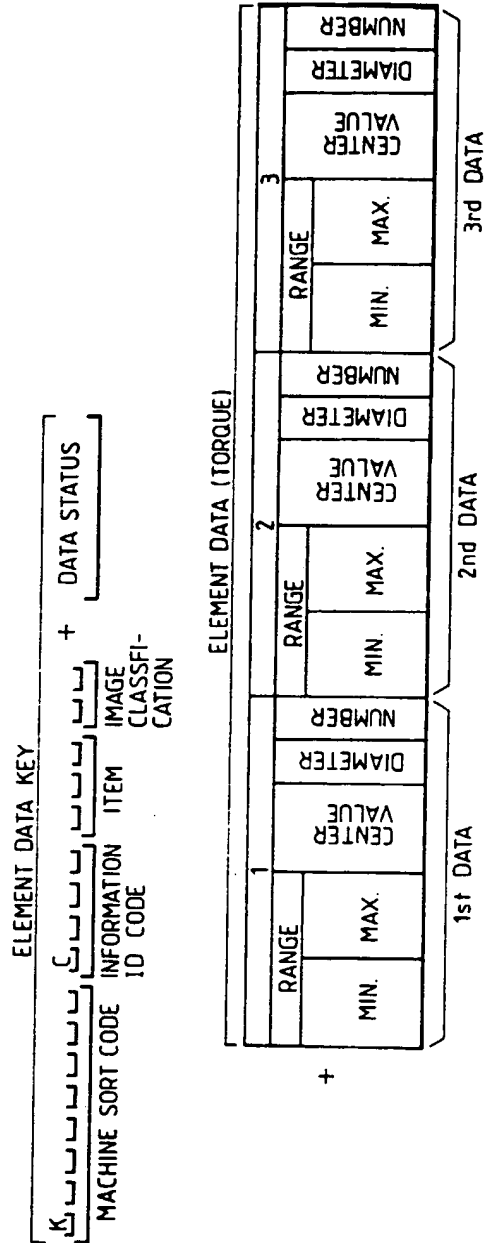 ELEMENT DATA KEY
K C + DATA STATUS
MACHINE SORT CODE INFORMATION ID CODE ITEM IMAGE CLASSFI-CATION
+ ELEMENT DATA (TORQUE)
1 2 3
RANGE CENTER VALUE DIAMETER NUMBER RANGE CENTER VALUE DIAMETER NUMBER RANGE CENTER VALUE DIAMETER NUMBER
MIN. MAX. MIN. MAX. MIN. MAX.
1st DATA 2nd DATA 3rd DATA